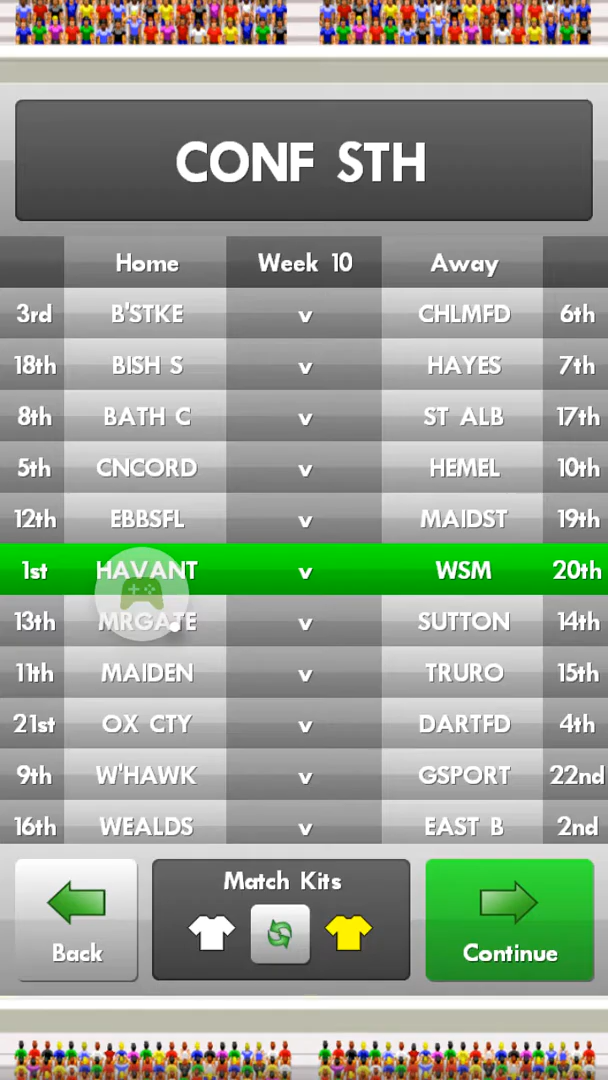 CONF STH
Home Week 10 Away
3rd B'STKE v CHLMFD 6th
18th BISH S v HAYES 7th
8th BATH C v ST ALB 17th
5th CNCORD v HEMEL 10th
12th EBBSFL v MAIDST 19th
1st HAVANT v WSM 20th
13th MRGATE v SUTTON 14th
11th MAIDEN v TRURO 15th
21st OX CTY v DARTFD 4th
9th W'HAWK v GSPORT 22nd
16th WEALDS v EAST B 2nd
Match Kits
Back Continue